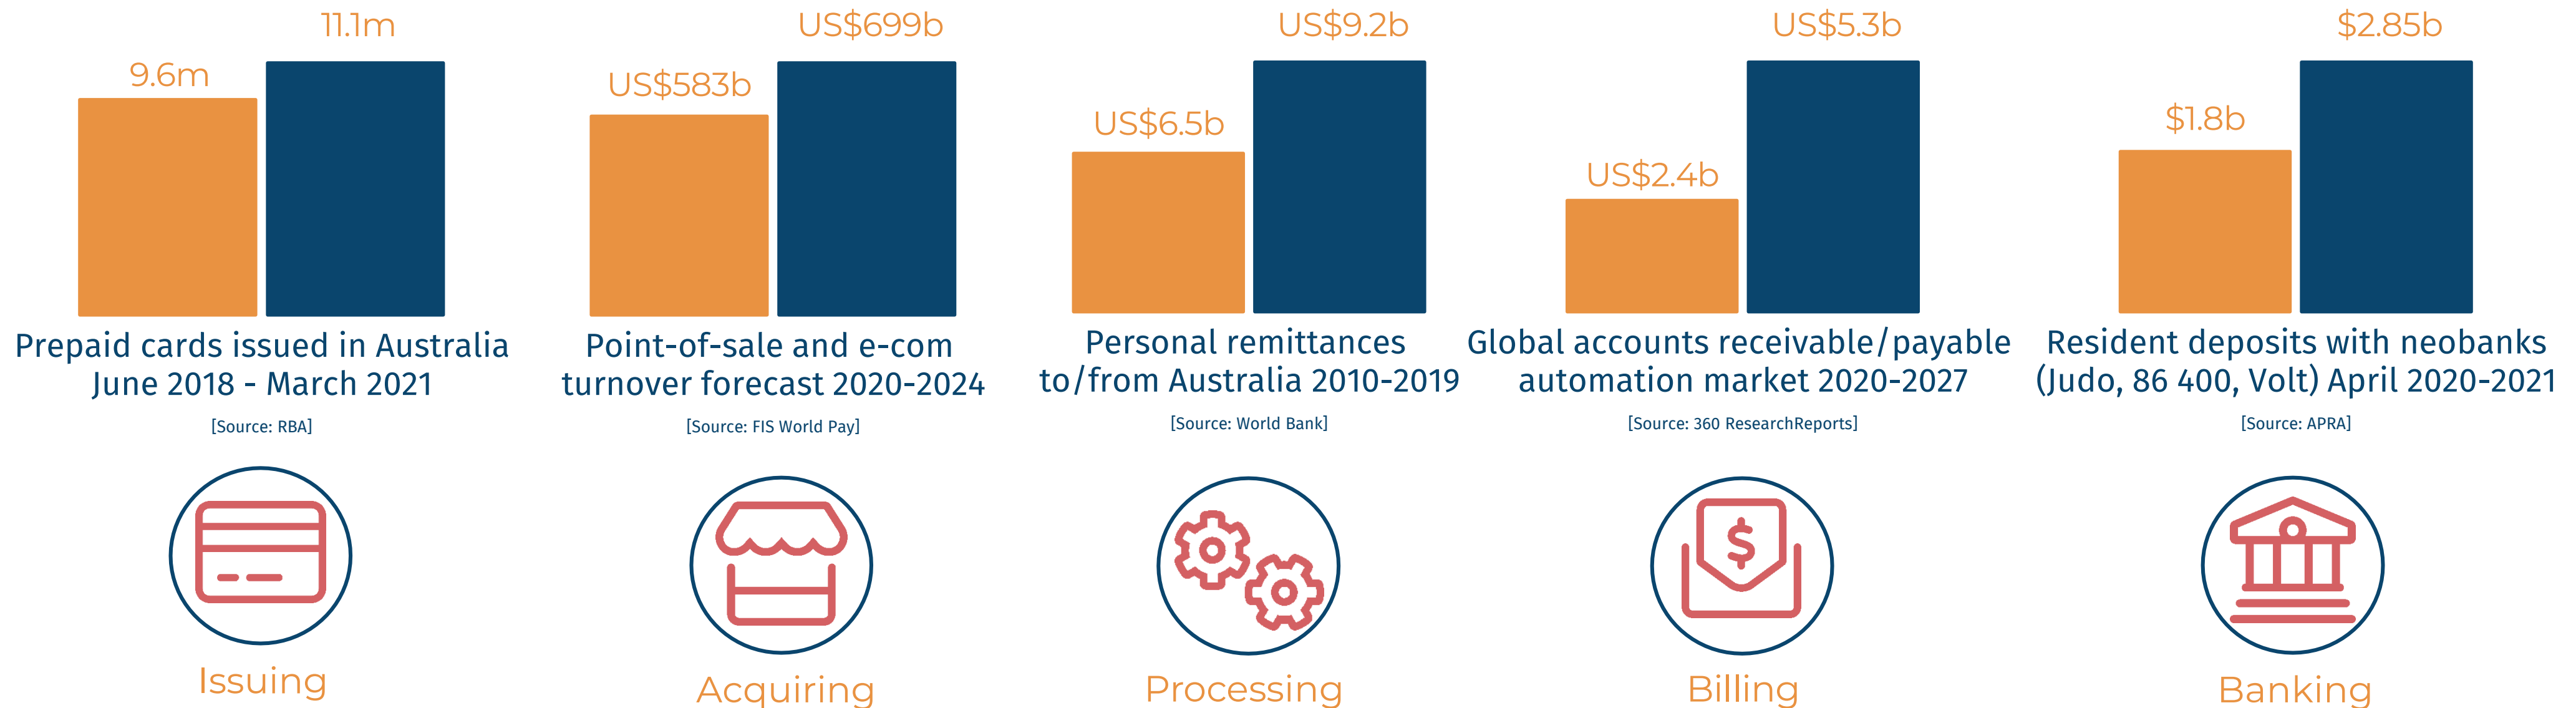 9.6m
11.1m
Prepaid cards issued in Australia
June 2018 - March 2021
[Source: RBA]
Issuing
US$583b
US$699b
Point-of-sale and e-com
turnover forecast 2020-2024
[Source: FIS World Pay]
Acquiring
US$6.5b
US$9.2b
Personal remittances
to/from Australia 2010-2019
[Source: World Bank]
Processing
US$2.4b
US$5.3b
Global accounts receivable/payable
automation market 2020-2027
[Source: 360 ResearchReports]
$
Billing
$1.8b
$2.85b
Resident deposits with neobanks
(Judo, 86 400, Volt) April 2020-2021
[Source: APRA]
Banking